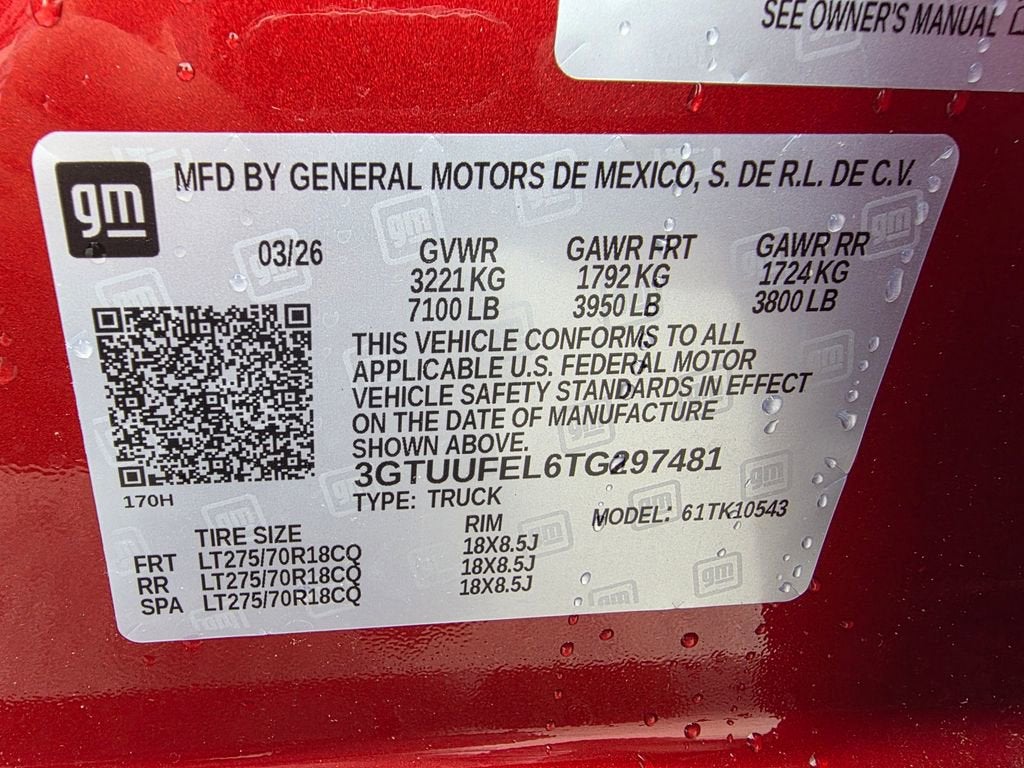 SEE OWNER'S MANUAL
gm
MFD BY GENERAL MOTORS DE MEXICO, S. DE R.L. DE C.V.
03/26 GVWR GAWR FRT GAWR RR
3221 KG 1792 KG 1724 KG
7100 LB 3950 LB 3800 LB
THIS VEHICLE CONFORMS TO ALL
APPLICABLE U.S. FEDERAL MOTOR
VEHICLE SAFETY STANDARDS IN EFFECT
ON THE DATE OF MANUFACTURE
SHOWN ABOVE.
3GTUUFEL6TG297481
170H
TYPE: TRUCK MODEL: 61TK10543
TIRE SIZE RIM
FRT LT275/70R18CQ 18X8.5J
RR LT275/70R18CQ 18X8.5J
SPA LT275/70R18CQ 18X8.5J